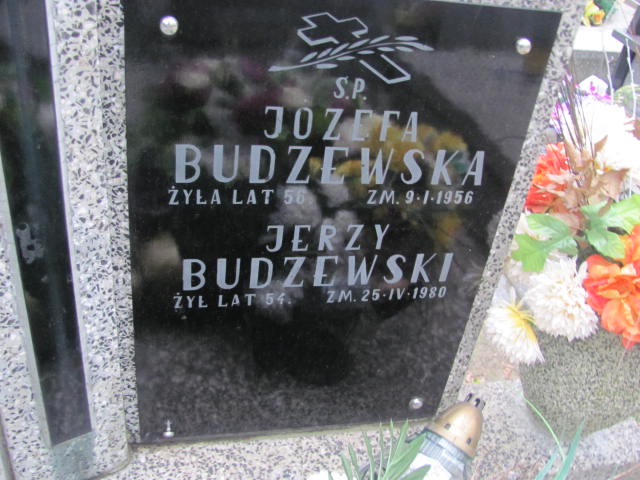 Ś.P.
JÓZEFA
BUDZEWSKA
ŻYŁA LAT 56 ZM. 9·I·1956
JERZY
BUDZEWSKI
ŻYŁ LAT 54. ZM. 25·IV·1980